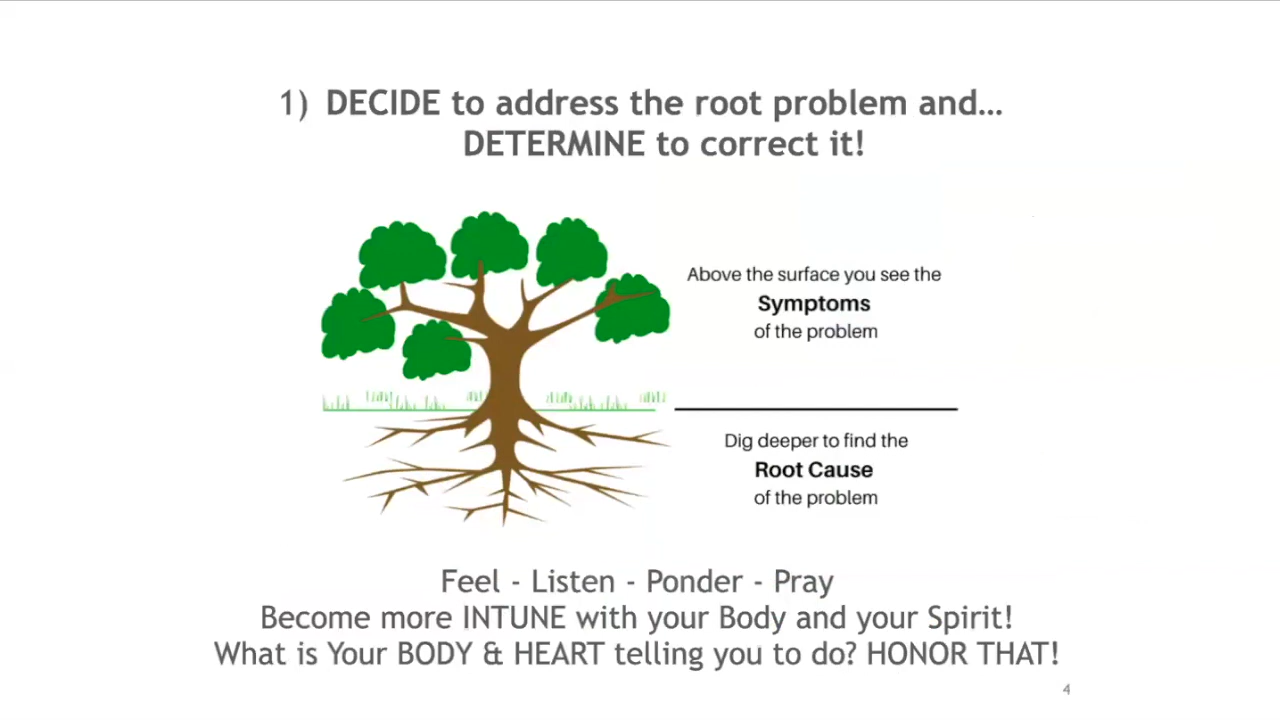 1) DECIDE to address the root problem and…
DETERMINE to correct it!
Above the surface you see the
Symptoms
of the problem
Dig deeper to find the
Root Cause
of the problem
Feel - Listen - Ponder - Pray
Become more INTUNE with your Body and your Spirit!
What is Your BODY & HEART telling you to do? HONOR THAT!
4